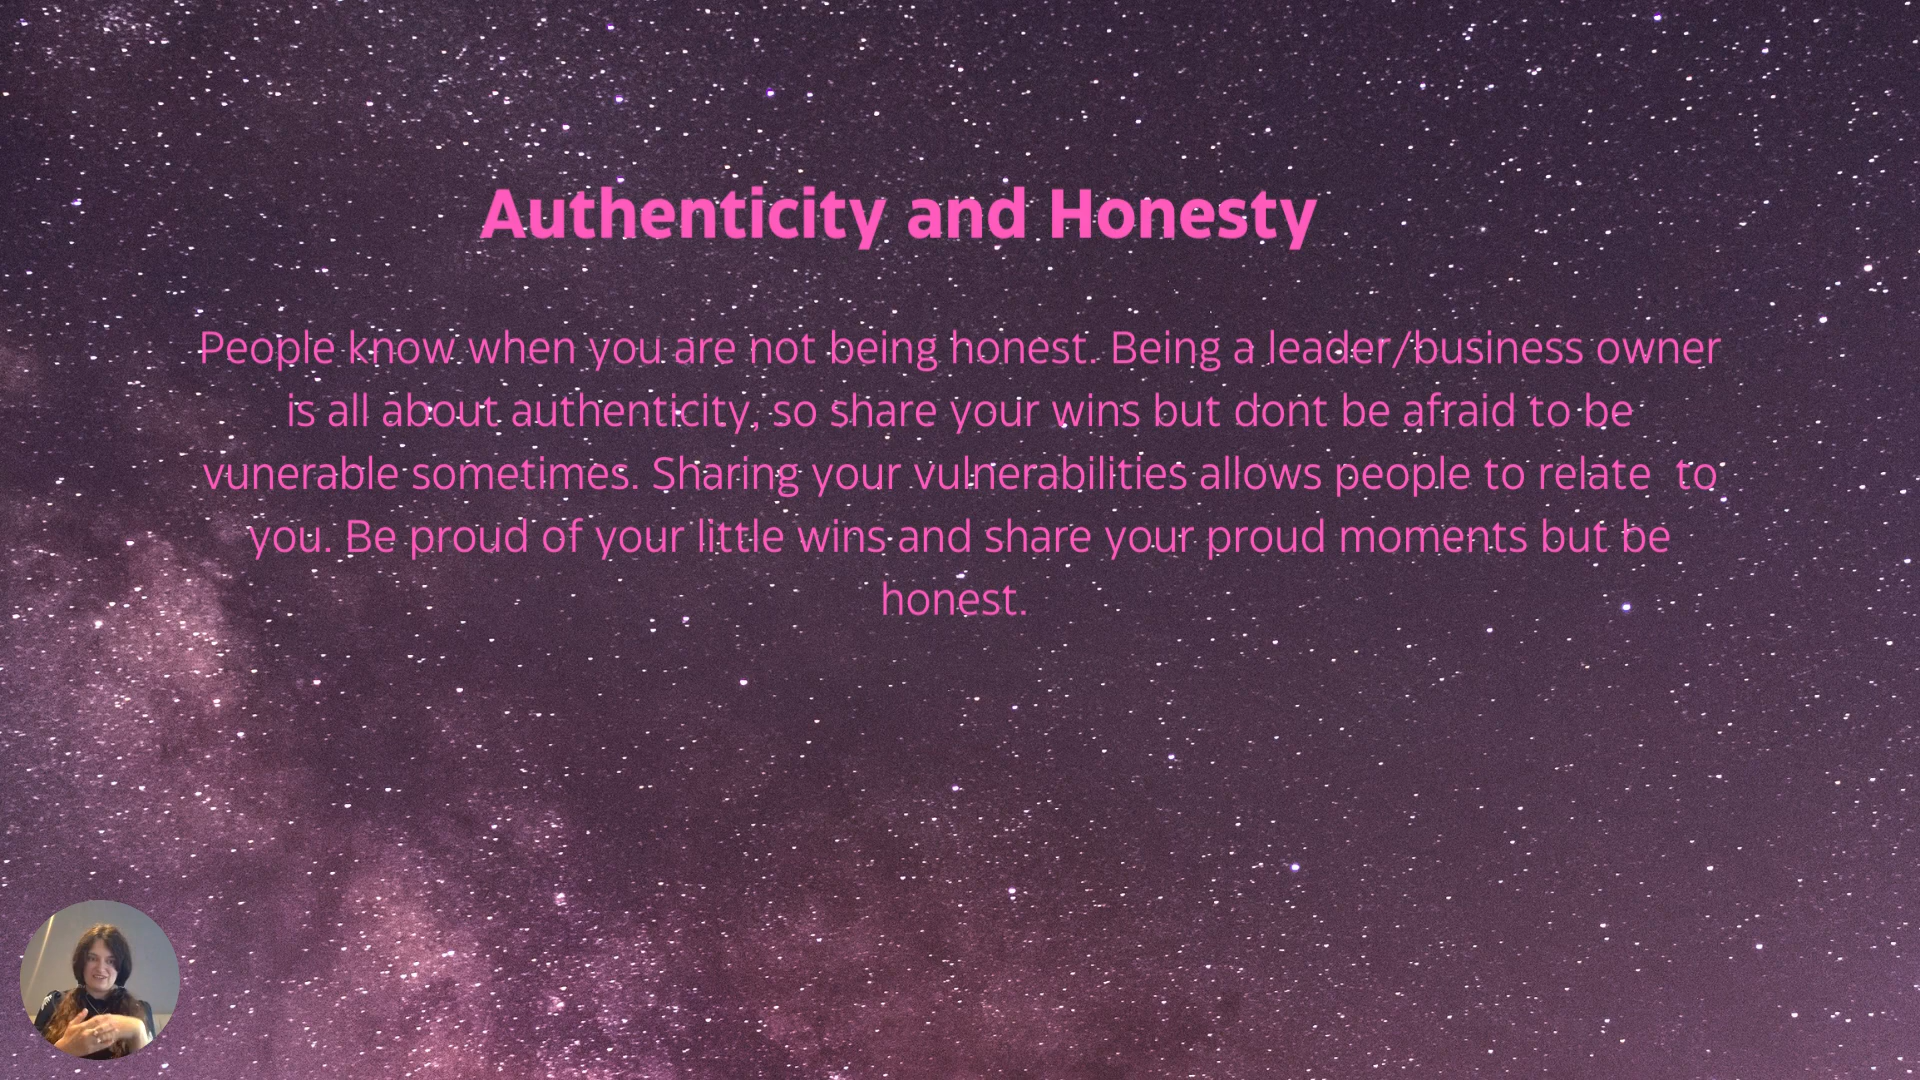 Authenticity and Honesty
People know when you are not being honest. Being a leader/business owner
is all about authenticity, so share your wins but dont be afraid to be
vunerable sometimes. Sharing your vulnerabilities allows people to relate  to
you. Be proud of your little wins and share your proud moments but be
honest.